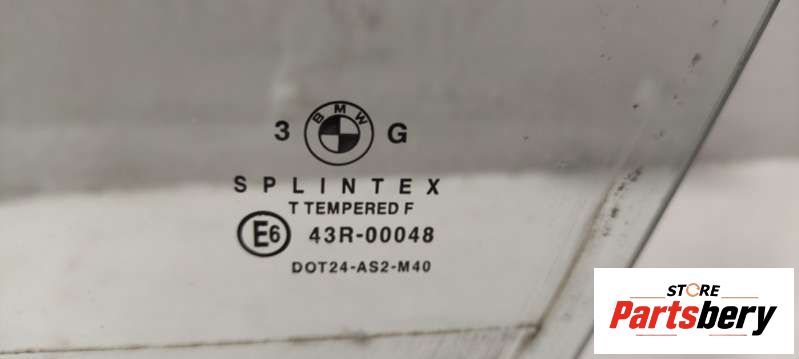 BMW
3 G
SPLINTEX
T TEMPERED F
E6 43R-00048
DOT24-AS2-M40
STORE
Partsbery